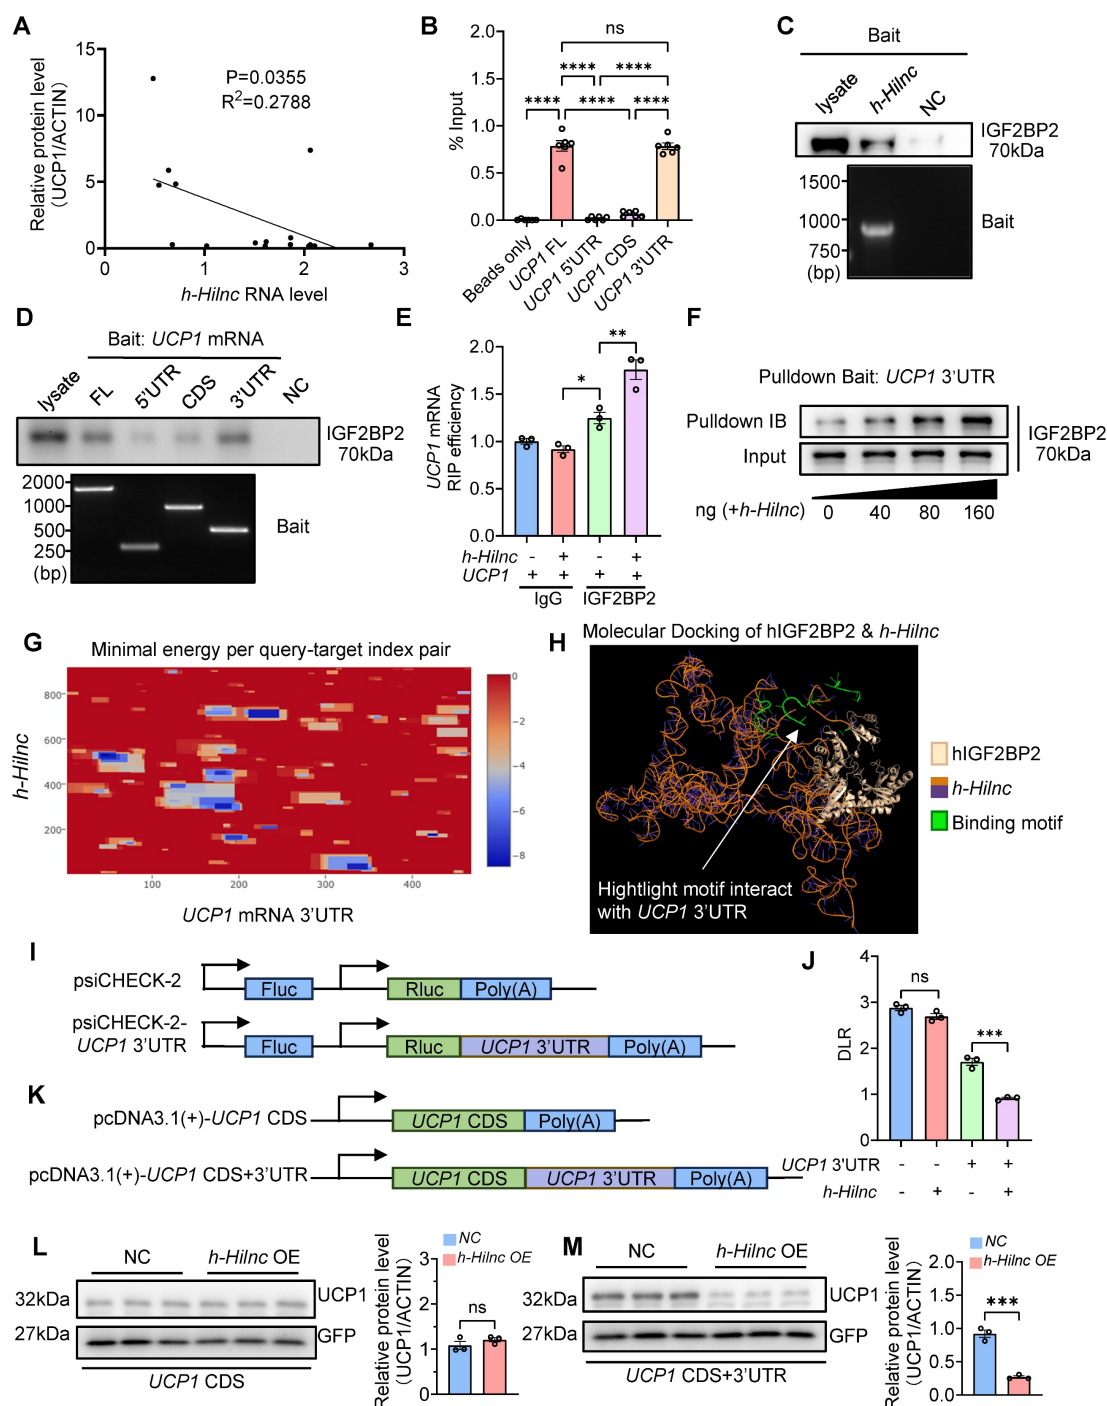 A
Relative protein level
(UCP1/ACTIN)
15
10
5
0
P=0.0355
R2=0.2788
0
1
2
3
h-Hilnc RNA level
B
% Input
2.0
1.5
1.0
0.5
0.0
ns
**** ****
**** **** ****
Beads only
UCP1 FL
UCP1 5'UTR
UCP1 CDS
UCP1 3'UTR
C
Bait
lysate
h-Hilnc
NC
IGF2BP2
70kDa
1500
1000
750
(bp)
Bait
D
Bait: UCP1 mRNA
lysate
FL
5'UTR
CDS
3'UTR
NC
IGF2BP2
70kDa
2000
1000
500
250
(bp)
Bait
E
UCP1 mRNA
RIP efficiency
2.0
1.5
1.0
0.5
0.0
*
**
h-Hilnc - + - +
UCP1 + + + +
IgG IGF2BP2
F
Pulldown Bait: UCP1 3'UTR
Pulldown IB
Input
IGF2BP2
70kDa
ng (+h-Hilnc) 0 40 80 160
G
Minimal energy per query-target index pair
h-Hilnc
800
600
400
200
100 200 300 400
UCP1 mRNA 3'UTR
0
−2
−4
−6
−8
H
Molecular Docking of hIGF2BP2 & h-Hilnc
Hightlight motif interact
with UCP1 3'UTR
hIGF2BP2
h-Hilnc
Binding motif
I
psiCHECK-2
Fluc Rluc Poly(A)
psiCHECK-2-
UCP1 3'UTR
Fluc Rluc UCP1 3'UTR Poly(A)
J
DLR
4
3
2
1
0
ns
***
UCP1 3'UTR - - + +
h-Hilnc - + - +
K
pcDNA3.1(+)-UCP1 CDS
UCP1 CDS Poly(A)
pcDNA3.1(+)-UCP1 CDS+3'UTR
UCP1 CDS UCP1 3'UTR Poly(A)
L
NC h-Hilnc OE
32kDa UCP1
27kDa GFP
UCP1 CDS
Relative protein level
(UCP1/ACTIN)
NC
h-Hilnc OE
3
2
1
0
ns
M
NC h-Hilnc OE
32kDa UCP1
27kDa GFP
UCP1 CDS+3'UTR
Relative protein level
(UCP1/ACTIN)
NC
h-Hilnc OE
2.0
1.5
1.0
0.5
0.0
***